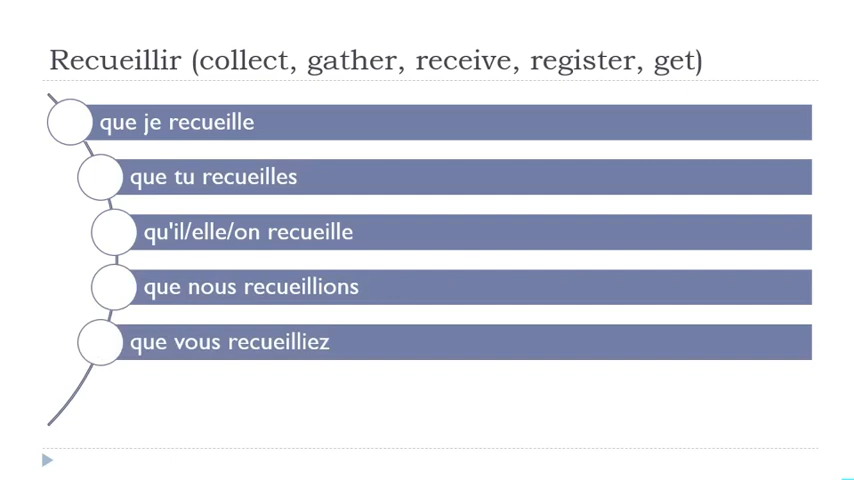 Recueillir (collect, gather, receive, register, get)
que je recueille
que tu recueilles
qu'il/elle/on recueille
que nous recueillions
que vous recueilliez